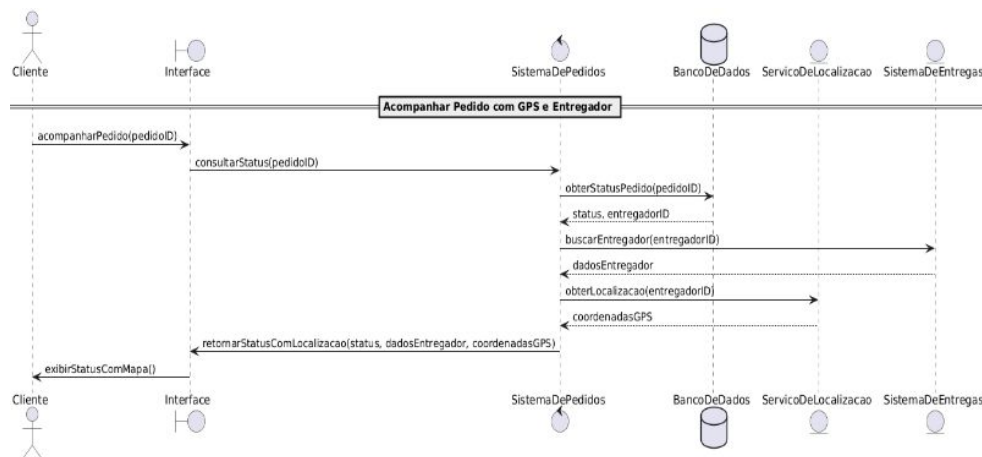 Cliente
Interface
SistemaDePedidos
BancoDeDados
ServicoDeLocalizacao
SistemaDeEntregas
Acompanhar Pedido com GPS e Entregador
acompanharPedido(pedidoID)
consultarStatus(pedidoID)
obterStatusPedido(pedidoID)
status, entregadorID
buscarEntregador(entregadorID)
dadosEntregador
obterLocalizacao(entregadorID)
coordenadasGPS
retornarStatusComLocalizacao(status, dadosEntregador, coordenadasGPS)
exibirStatusComMapa()
Cliente
Interface
SistemaDePedidos
BancoDeDados
ServicoDeLocalizacao
SistemaDeEntregas